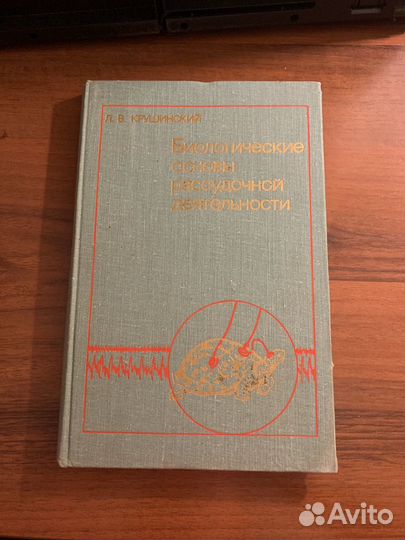 Л. В. КРУШИНСКИЙ
Биологические
основы
рассудочной
деятельности
Avito